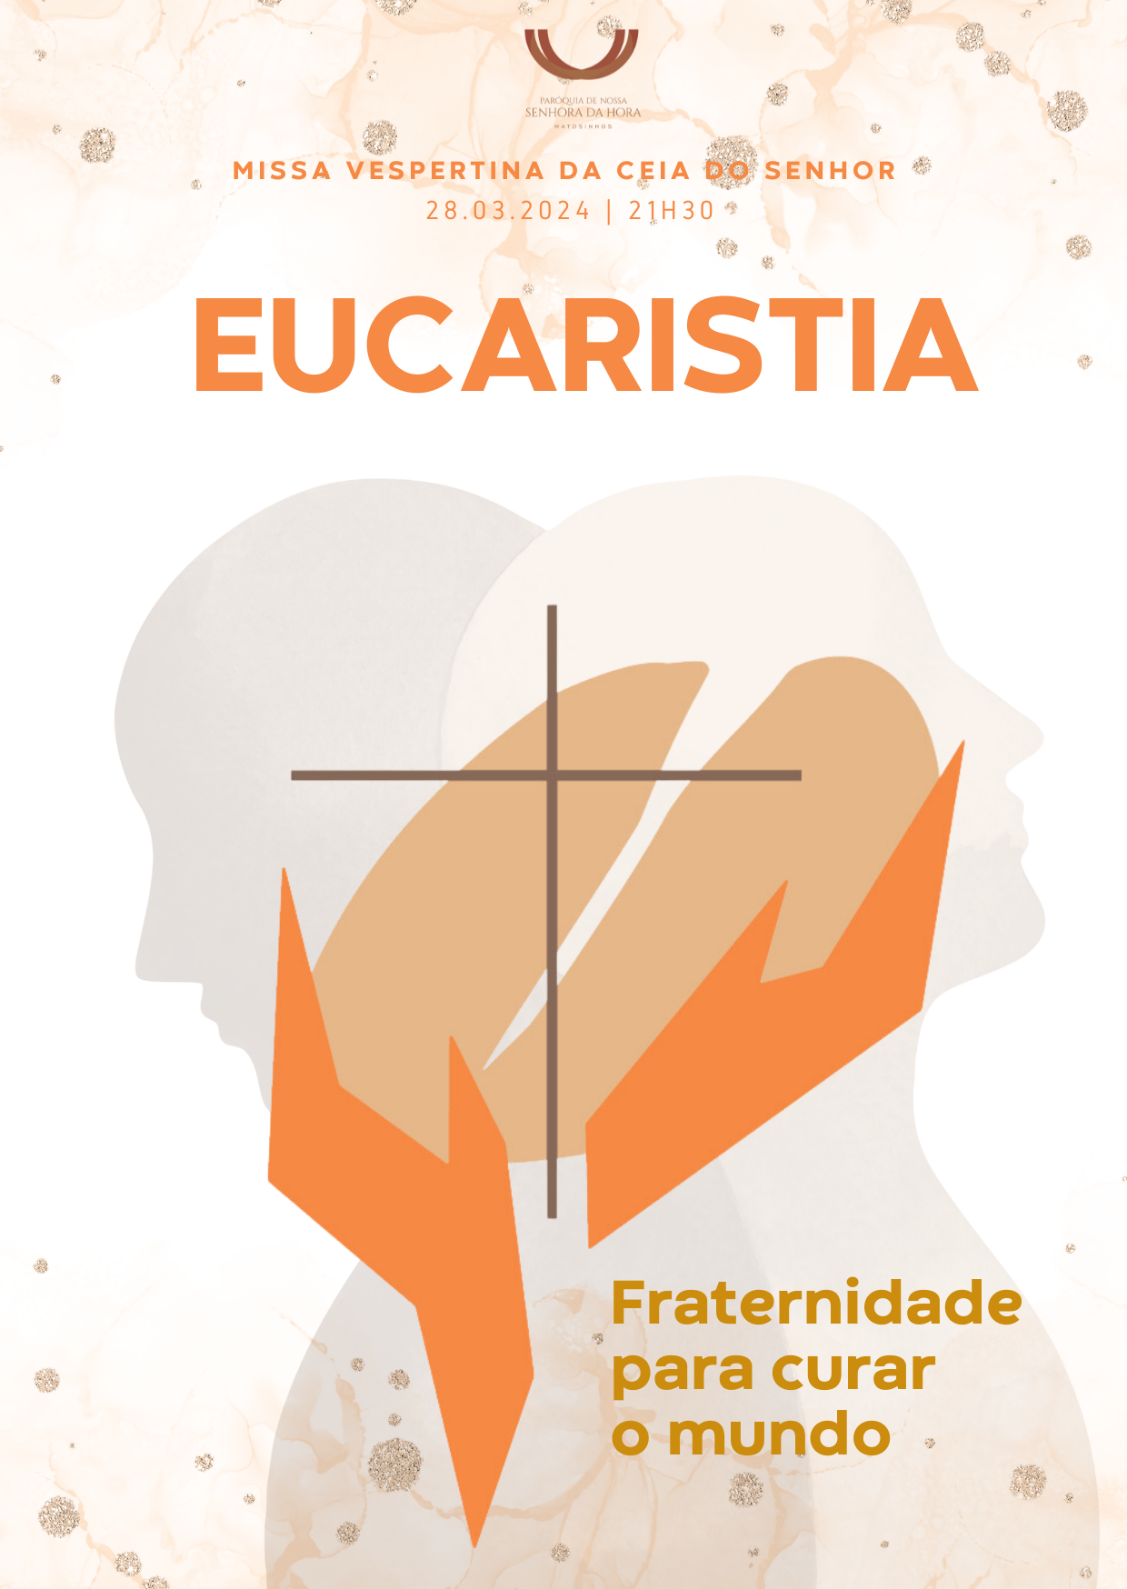 PARÓQUIA DE NOSSA
SENHORA DA HORA
MATOSINHOS
MISSA VESPERTINA DA CEIA DO SENHOR
28.03.2024 | 21H30
EUCARISTIA
Fraternidade
para curar
o mundo